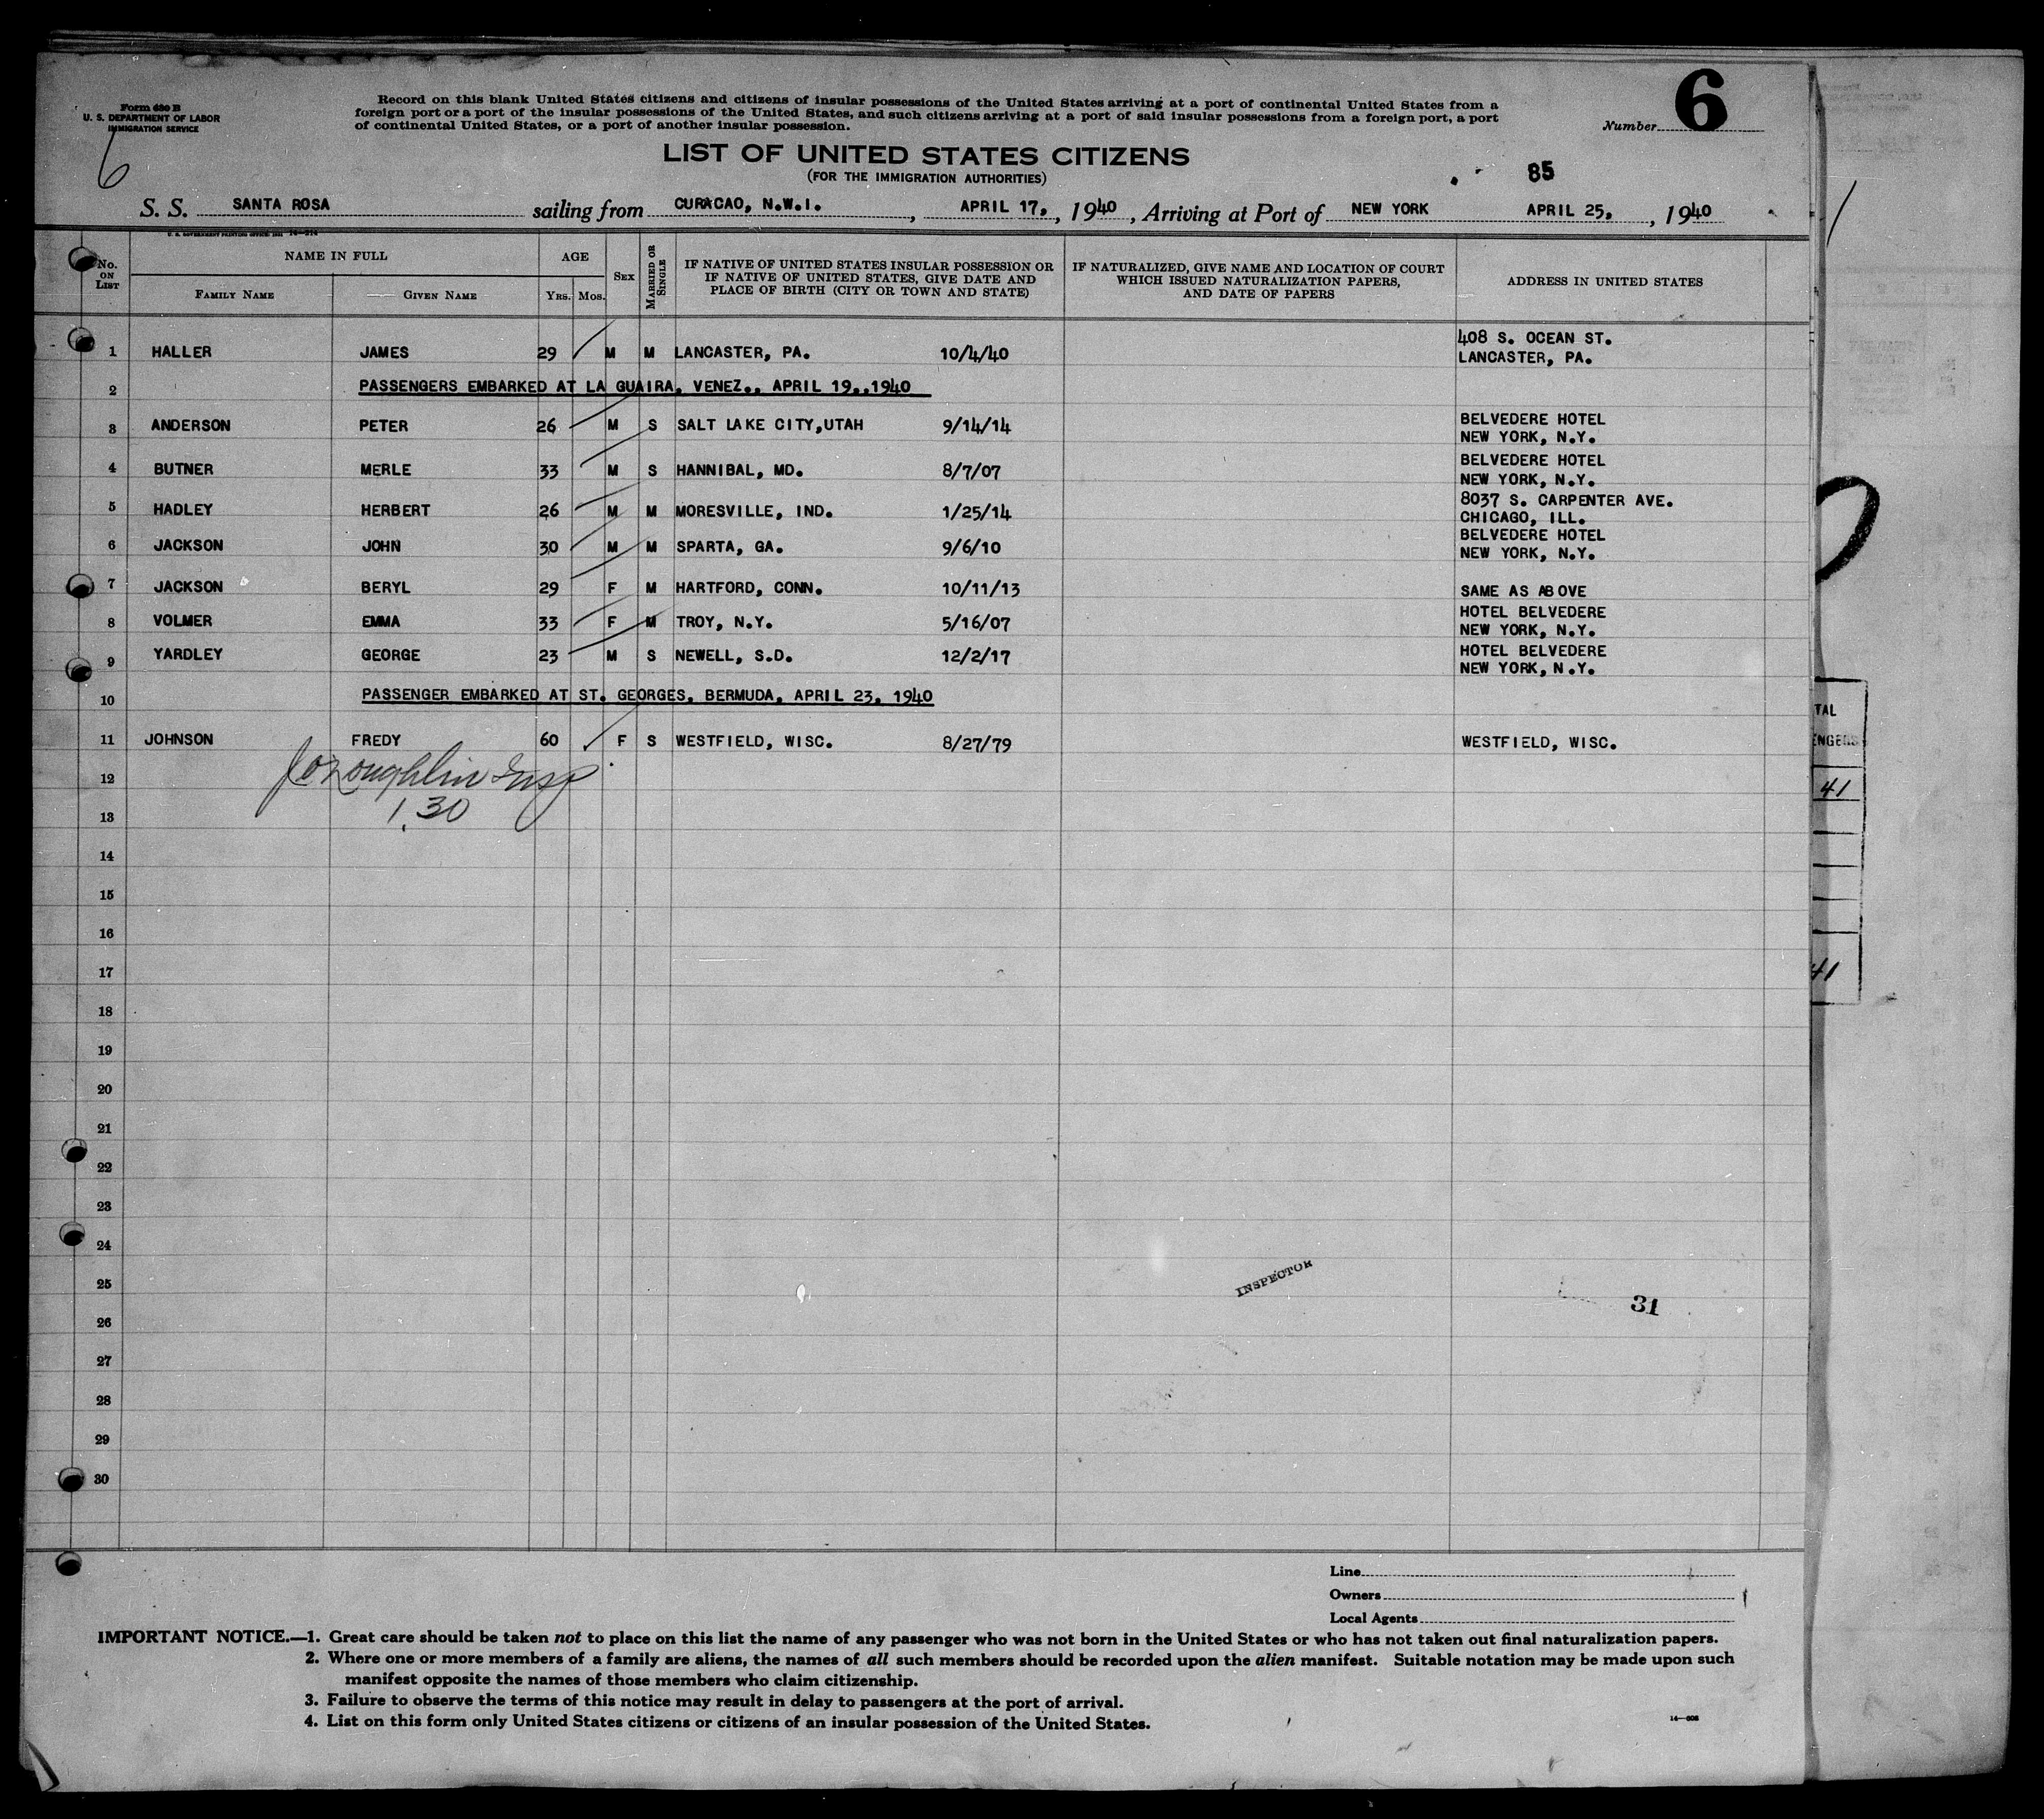 Form 630 B
U. S. DEPARTMENT OF LABOR
IMMIGRATION SERVICE
Record on this blank United States citizens and citizens of insular possessions of the United States arriving at a port of continental United States from a
foreign port or a port of the insular possessions of the United States, and such citizens arriving at a port of said insular possessions from a foreign port, a port
of continental United States, or a port of another insular possession.
Number 6
6
LIST OF UNITED STATES CITIZENS
(FOR THE IMMIGRATION AUTHORITIES)
85
S. S. SANTA ROSA sailing from CURACAO, N.W.I., APRIL 17, , 1940, Arriving at Port of NEW YORK APRIL 25, , 1940
No. ON LIST
NAME IN FULL
FAMILY NAME
GIVEN NAME
AGE
YRS. MOS.
SEX
MARRIED OR SINGLE
IF NATIVE OF UNITED STATES INSULAR POSSESSION OR
IF NATIVE OF UNITED STATES, GIVE DATE AND
PLACE OF BIRTH (CITY OR TOWN AND STATE)
IF NATURALIZED, GIVE NAME AND LOCATION OF COURT
WHICH ISSUED NATURALIZATION PAPERS,
AND DATE OF PAPERS
ADDRESS IN UNITED STATES
1 HALLER JAMES 29 M M LANCASTER, PA. 10/4/40 408 S. OCEAN ST.
LANCASTER, PA.
2 PASSENGERS EMBARKED AT LA GUAIRA, VENEZ., APRIL 19,,1940
3 ANDERSON PETER 26 M S SALT LAKE CITY,UTAH 9/14/14 BELVEDERE HOTEL
NEW YORK, N.Y.
4 BUTNER MERLE 33 M S HANNIBAL, MD. 8/7/07 BELVEDERE HOTEL
NEW YORK, N.Y.
5 HADLEY HERBERT 26 M M MORESVILLE, IND. 1/25/14 8037 S. CARPENTER AVE.
CHICAGO, ILL.
6 JACKSON JOHN 30 M M SPARTA, GA. 9/6/10 BELVEDERE HOTEL
NEW YORK, N.Y.
7 JACKSON BERYL 29 F M HARTFORD, CONN. 10/11/13 SAME AS ABOVE
8 VOLMER EMMA 33 F M TROY, N.Y. 5/16/07 HOTEL BELVEDERE
NEW YORK, N.Y.
9 YARDLEY GEORGE 23 M S NEWELL, S.D. 12/2/17 HOTEL BELVEDERE
NEW YORK, N.Y.
10 PASSENGER EMBARKED AT ST. GEORGES, BERMUDA, APRIL 23, 1940
11 JOHNSON FREDY 60 F S WESTFIELD, WISC. 8/27/79 WESTFIELD, WISC.
12
1.30
13
14
15
16
17
18
19
20
21
22
23
24
25
INSPECTOR
31
26
27
28
29
30
TAL
ENGERS
41
41
Line
Owners
Local Agents
IMPORTANT NOTICE.—1. Great care should be taken not to place on this list the name of any passenger who was not born in the United States or who has not taken out final naturalization papers.
2. Where one or more members of a family are aliens, the names of all such members should be recorded upon the alien manifest. Suitable notation may be made upon such
manifest opposite the names of those members who claim citizenship.
3. Failure to observe the terms of this notice may result in delay to passengers at the port of arrival.
4. List on this form only United States citizens or citizens of an insular possession of the United States.